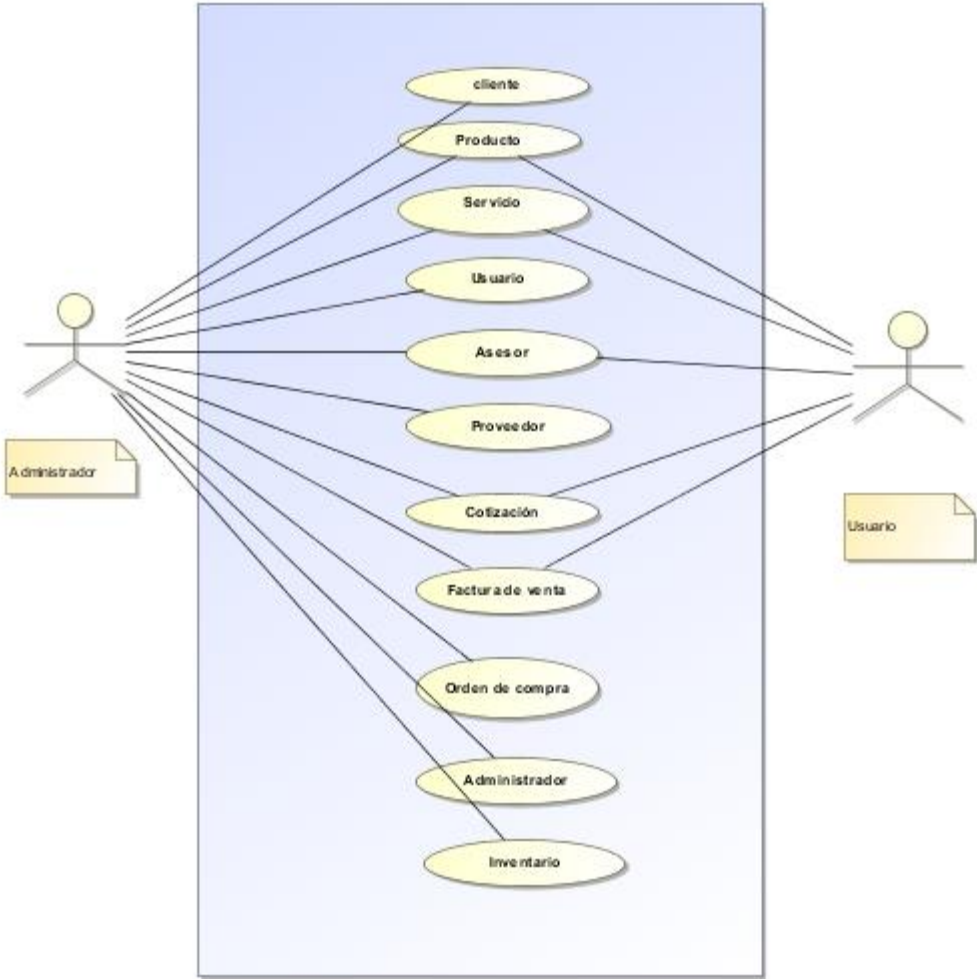 cliente
Producto
Servicio
Usuario
Asesor
Proveedor
Administrador
Cotización
Usuario
Factura de venta
Orden de compra
Administrador
Inventario